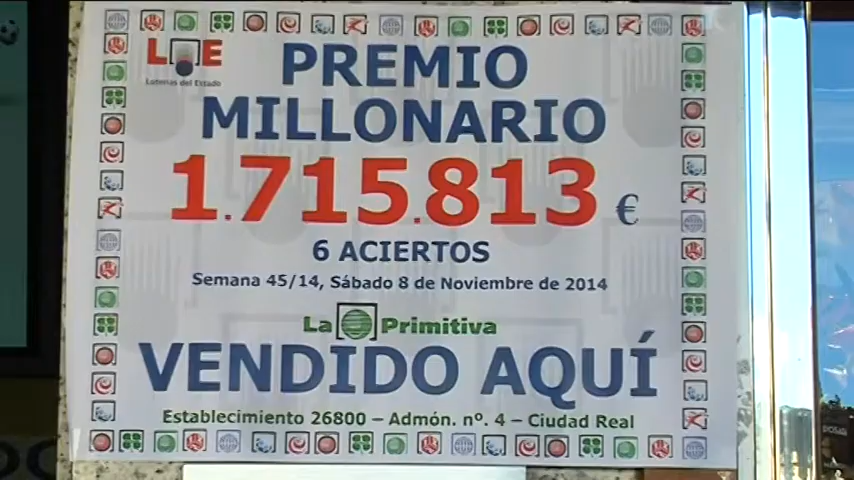 LAE
Loterías del Estado
PREMIO
MILLONARIO
1.715.813 €
6 ACIERTOS
Semana 45/14, Sábado 8 de Noviembre de 2014
La Primitiva
VENDIDO AQUÍ
Establecimiento 26800 – Admón. nº. 4 – Ciudad Real